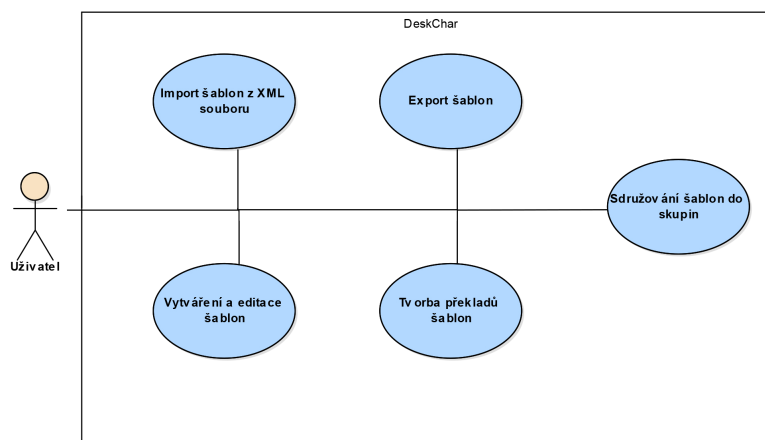 DeskChar
Import šablon z XML
souboru
Export šablon
Sdružování šablon do
skupin
Uživatel
Vytváření a editace
šablon
Tvorba překladů
šablon